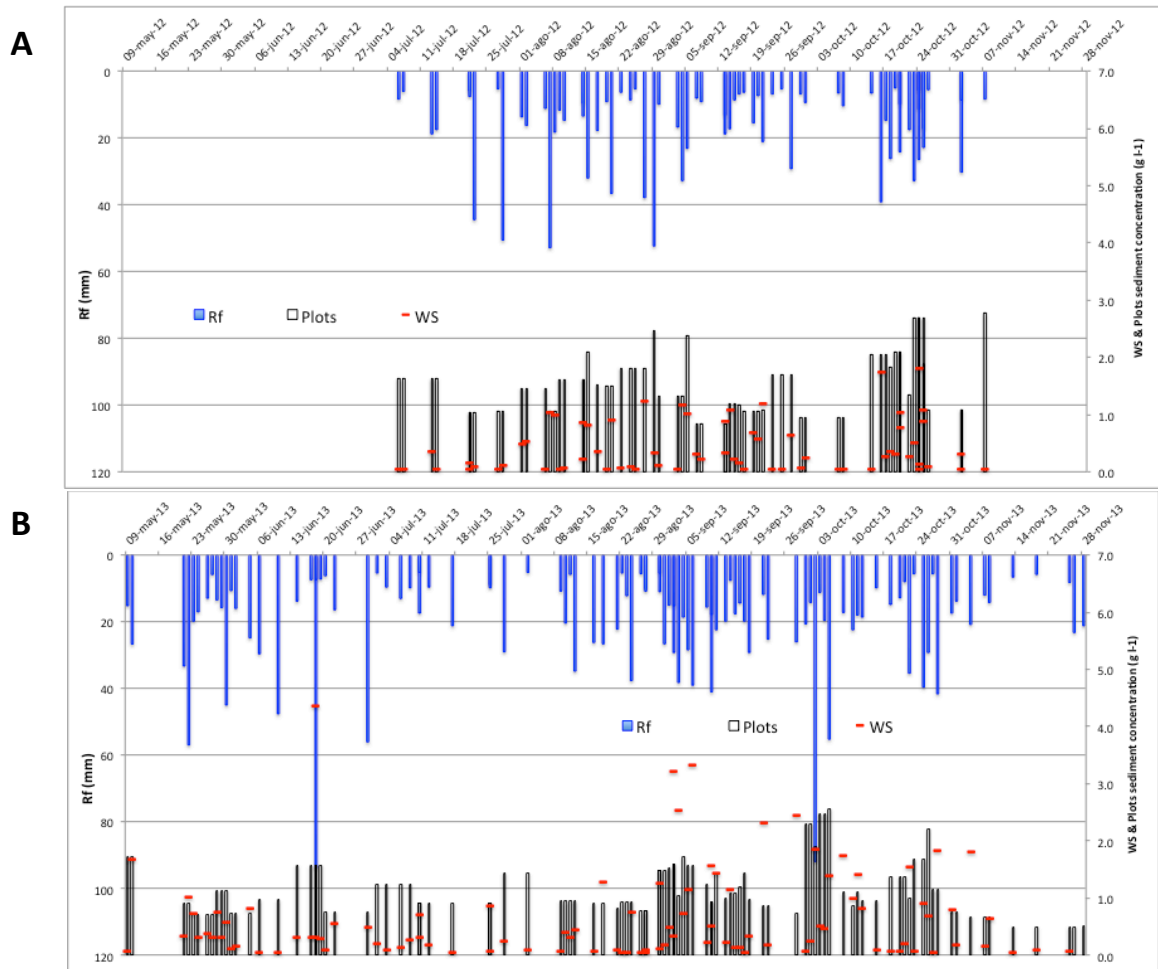 A
09-may-12 16-may-12 23-may-12 30-may-12 06-jun-12 13-jun-12 20-jun-12 27-jun-12 04-jul-12 11-jul-12 18-jul-12 25-jul-12 01-ago-12 08-ago-12 15-ago-12 22-ago-12 29-ago-12 05-sep-12 12-sep-12 19-sep-12 26-sep-12 03-oct-12 10-oct-12 17-oct-12 24-oct-12 31-oct-12 07-nov-12 14-nov-12 21-nov-12 28-nov-12
0 7.0
20 6.0
40 5.0
60 4.0
80 3.0
100 2.0
120 1.0
0.0
Rf (mm)
WS & Plots sediment concentration (g l-1)
Rf Plots WS
B
09-may-13 16-may-13 23-may-13 30-may-13 06-jun-13 13-jun-13 20-jun-13 27-jun-13 04-jul-13 11-jul-13 18-jul-13 25-jul-13 01-ago-13 08-ago-13 15-ago-13 22-ago-13 29-ago-13 05-sep-13 12-sep-13 19-sep-13 26-sep-13 03-oct-13 10-oct-13 17-oct-13 24-oct-13 31-oct-13 07-nov-13 14-nov-13 21-nov-13 28-nov-13
0 7.0
20 6.0
40 5.0
60 4.0
80 3.0
100 2.0
120 1.0
0.0
Rf (mm)
WS & Plots sediment concentration (g l-1)
Rf Plots WS